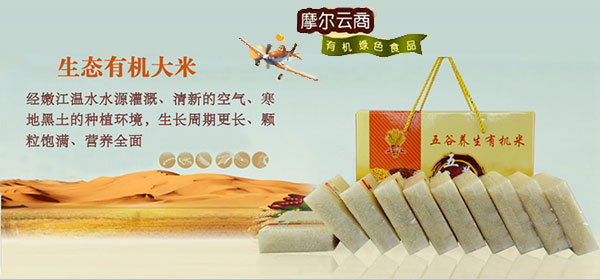 摩尔云商
有机绿色食品
生态有机大米
经嫩江温水水源灌溉、清新的空气、寒
地黑土的种植环境，生长周期更长、颗
粒饱满、营养全面
五谷养生有机米
五